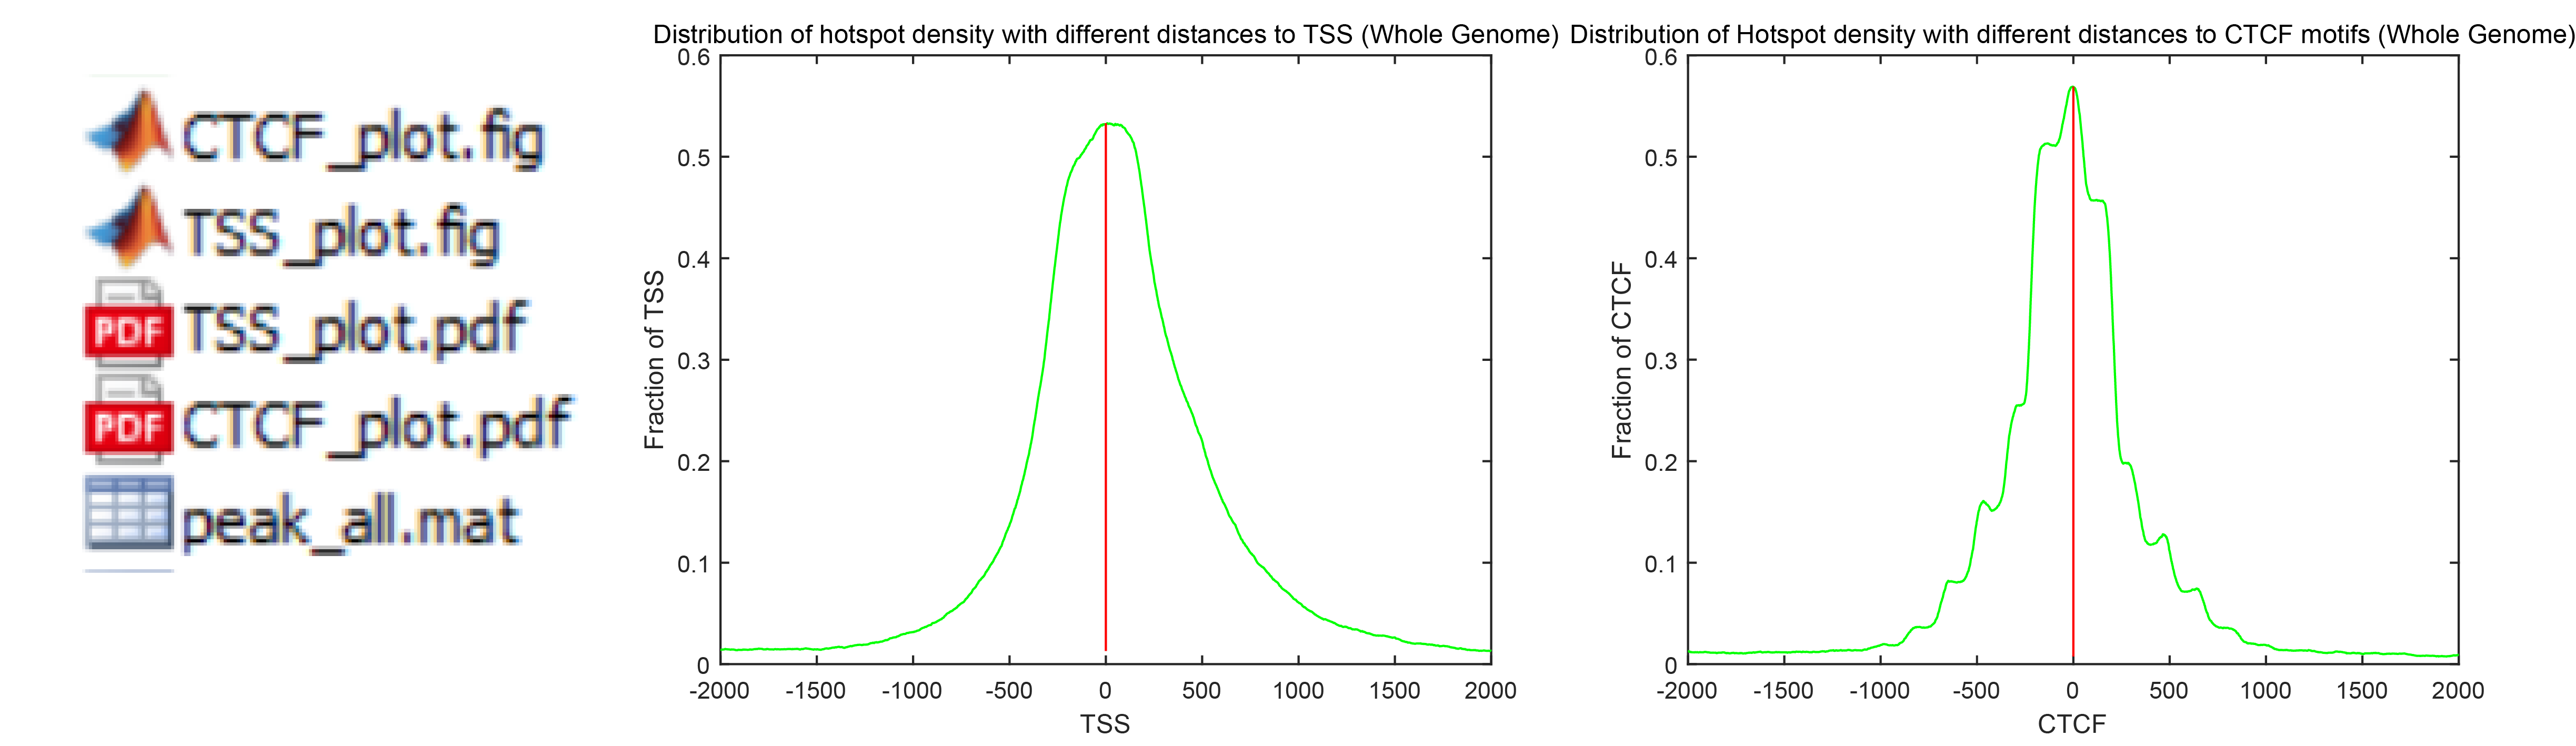 CTCF_plot.fig
TSS_plot.fig
PDF TSS_plot.pdf
PDF CTCF_plot.pdf
peak_all.mat
Distribution of hotspot density with different distances to TSS (Whole Genome)
0.6
0.5
0.4
0.3
0.2
0.1
0
Fraction of TSS
-2000 -1500 -1000 -500 0 500 1000 1500 2000
TSS
Distribution of Hotspot density with different distances to CTCF motifs (Whole Genome)
0.6
0.5
0.4
0.3
0.2
0.1
0
Fraction of CTCF
-2000 -1500 -1000 -500 0 500 1000 1500 2000
CTCF